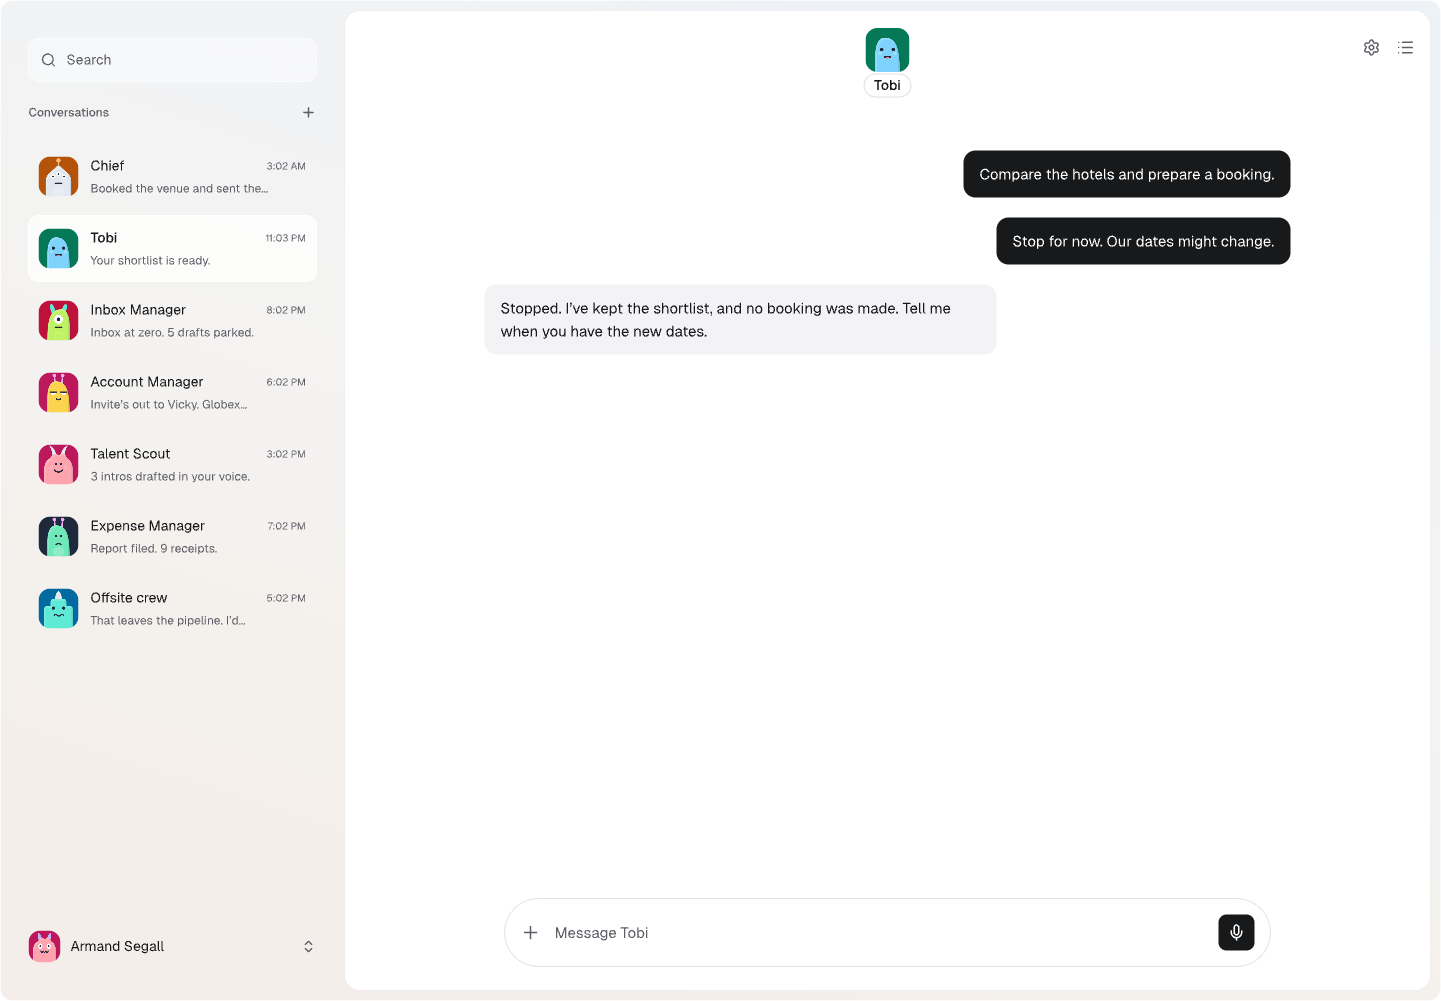 Search
Conversations
Chief
3:02 AM
Booked the venue and sent the...
Tobi
11:03 PM
Your shortlist is ready.
Inbox Manager
8:02 PM
Inbox at zero. 5 drafts parked.
Account Manager
6:02 PM
Invite's out to Vicky. Globex...
Talent Scout
3:02 PM
3 intros drafted in your voice.
Expense Manager
7:02 PM
Report filed. 9 receipts.
Offsite crew
5:02 PM
That leaves the pipeline. I'd...
Armand Segall
Tobi
Compare the hotels and prepare a booking.
Stop for now. Our dates might change.
Stopped. I've kept the shortlist, and no booking was made. Tell me
when you have the new dates.
Message Tobi